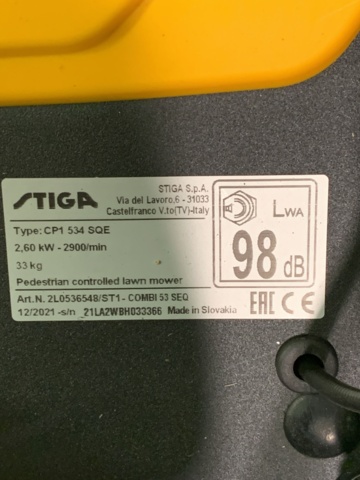 STIGA
STIGA S.p.A.
Via del Lavoro,6 - 31033
Castelfranco V.to(TV)-Italy
Type: CP1 534 SQE
2,60 kW - 2900/min
33 kg
Pedestrian controlled lawn mower
Art.N. 2L0536548/ST1 - COMBI 53 SEQ
12/2021 -s/n 21LA2WBH033366 Made in Slovakia
LWA
98 dB
EAC CE